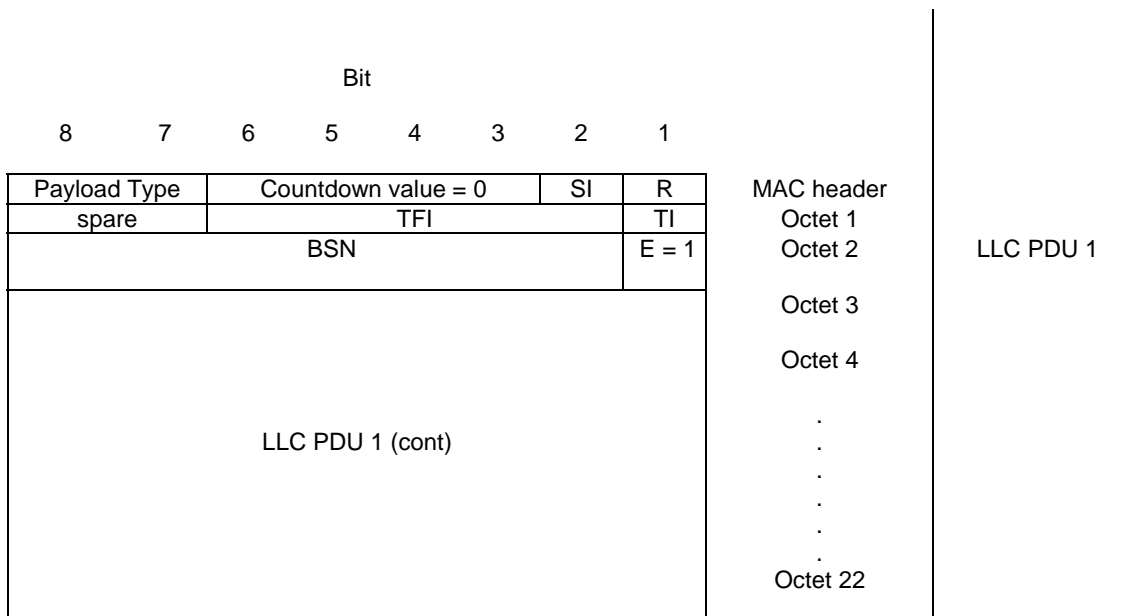 Bit
8 7 6 5 4 3 2 1
Payload Type Countdown value = 0 SI R MAC header
spare TFI TI Octet 1
BSN E = 1 Octet 2 LLC PDU 1
Octet 3
Octet 4
.
LLC PDU 1 (cont) .
.
.
.
.
Octet 22